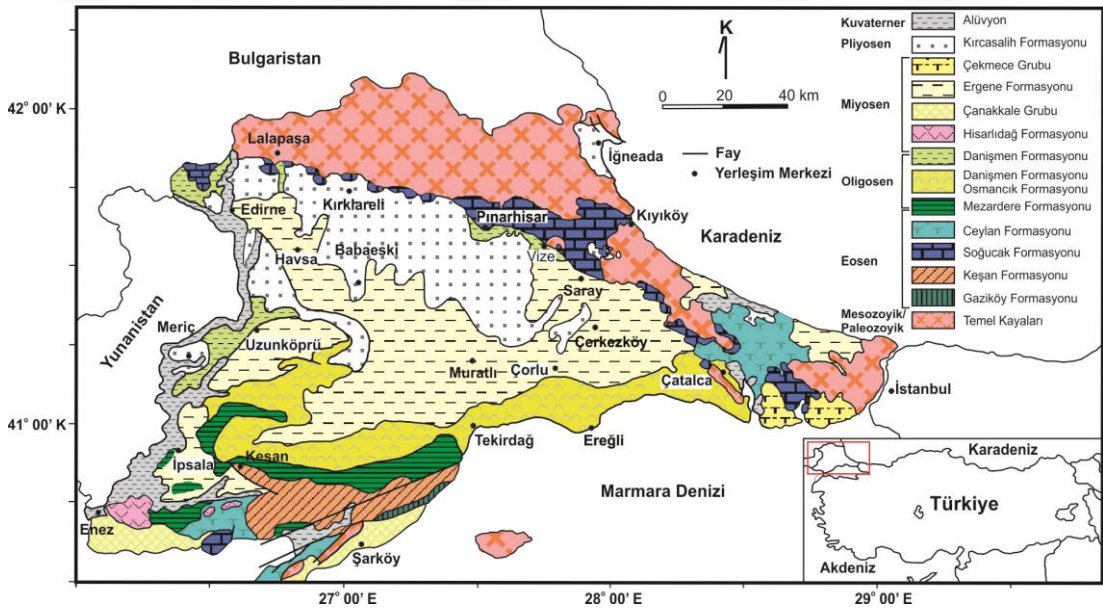 Bulgaristan
K
0 20 40 km
Fay
Yerleşim Merkezi
42° 00' K
41° 00' K
Lalapaşa
İğneada
Edirne
Kırklareli
Pınarhisar
Kıyıköy
Karadeniz
Havsa
Babaeski
Vize
Saray
Yunanistan
Meriç
Uzunköprü
Çerkezköy
Muratlı
Çorlu
Çatalca
İstanbul
Tekirdağ
Ereğli
İpsala
Keşan
Marmara Denizi
Enez
Şarköy
27° 00' E
28° 00' E
29° 00' E
Kuvaterner
Alüvyon
Pliyosen
Kırcasalih Formasyonu
Miyosen
Çekmece Grubu
Ergene Formasyonu
Çanakkale Grubu
Hisarlıdağ Formasyonu
Oligosen
Danişmen Formasyonu
Danişmen Formasyonu
Osmancık Formasyonu
Mezardere Formasyonu
Eosen
Ceylan Formasyonu
Soğucak Formasyonu
Keşan Formasyonu
Gaziköy Formasyonu
Mesozoyik/
Paleozoyik
Temel Kayaları
Karadeniz
Türkiye
Akdeniz